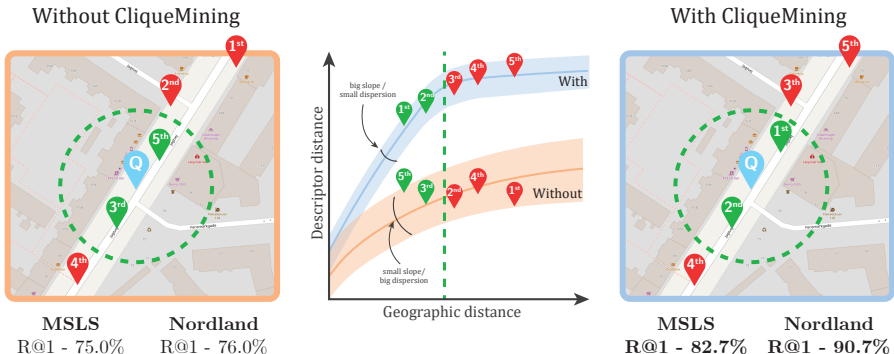 Without CliqueMining
With CliqueMining
1st
2nd
5th
Q
3rd
4th
MSLS
Nordland
R@1 - 75.0%
R@1 - 76.0%
Descriptor distance
Geographic distance
big slope /
small dispersion
1st
2nd
3rd
4th
5th
With
5th
3rd
2nd
4th
1st
Without
small slope/
big dispersion
5th
3rd
1st
Q
2nd
4th
MSLS
Nordland
R@1 - 82.7%
R@1 - 90.7%